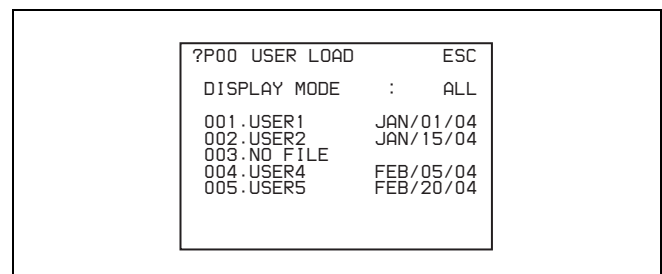 ?P00 USER LOAD ESC
DISPLAY MODE : ALL
001.USER1 JAN/01/04
002.USER2 JAN/15/04
003.NO FILE
004.USER4 FEB/05/04
005.USER5 FEB/20/04